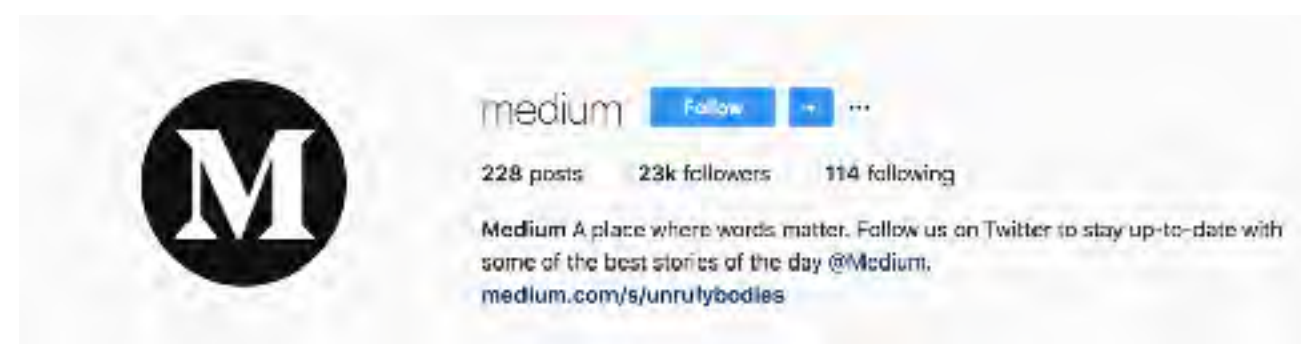 M
medium Follow ...
228 posts 23k followers 114 following
Medium A place where words matter. Follow us on Twitter to stay up-to-date with
some of the best stories of the day @Medium.
medium.com/s/unrulybodies